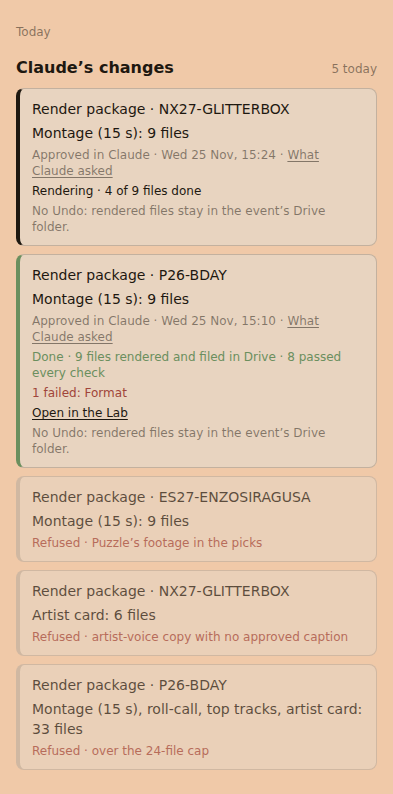 Today
Claude’s changes
5 today
Render package · NX27-GLITTERBOX
Montage (15 s): 9 files
Approved in Claude · Wed 25 Nov, 15:24 · What
Claude asked
Rendering · 4 of 9 files done
No Undo: rendered files stay in the event’s Drive
folder.
Render package · P26-BDAY
Montage (15 s): 9 files
Approved in Claude · Wed 25 Nov, 15:10 · What
Claude asked
Done · 9 files rendered and filed in Drive · 8 passed
every check
1 failed: Format
Open in the Lab
No Undo: rendered files stay in the event’s Drive
folder.
Render package · ES27-ENZOSIRAGUSA
Montage (15 s): 9 files
Refused · Puzzle’s footage in the picks
Render package · NX27-GLITTERBOX
Artist card: 6 files
Refused · artist-voice copy with no approved caption
Render package · P26-BDAY
Montage (15 s), roll-call, top tracks, artist card:
33 files
Refused · over the 24-file cap